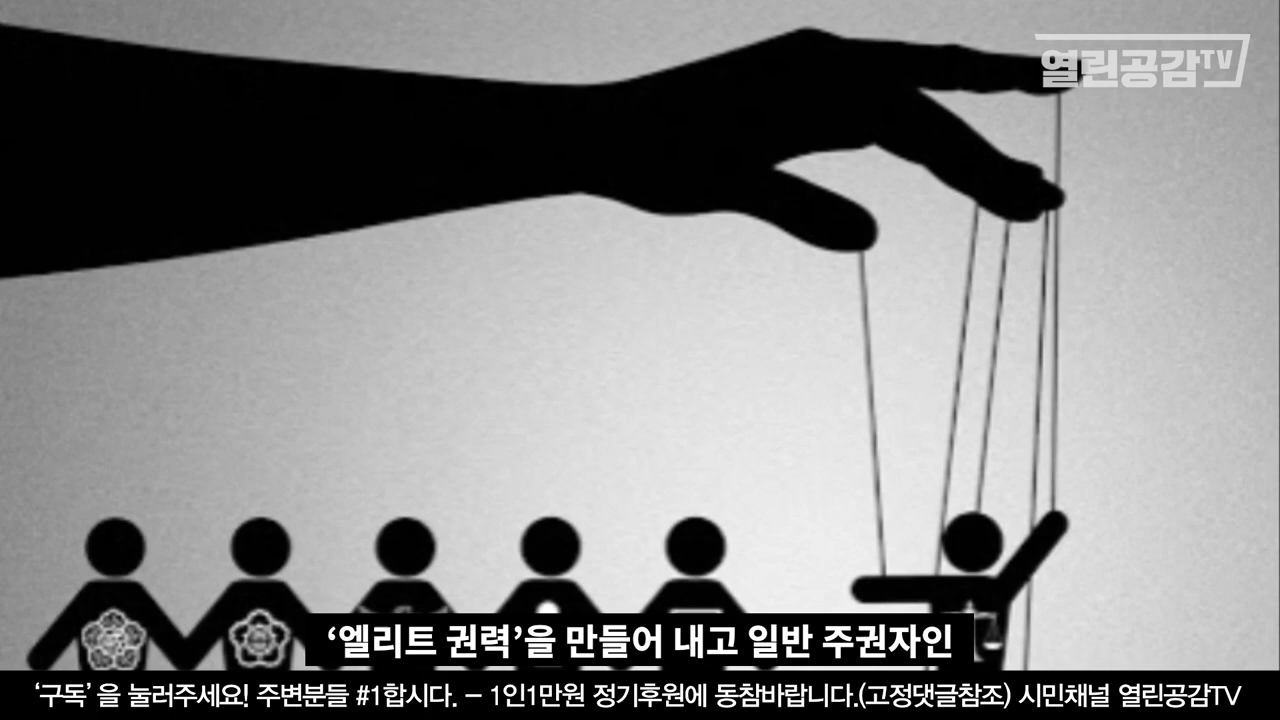 열린공감TV
‘엘리트 권력’을 만들어 내고 일반 주권자인
‘구독’을 눌러주세요! 주변분들 #1합시다. – 1인1만원 정기후원에 동참바랍니다.(고정댓글참조) 시민채널 열린공감TV